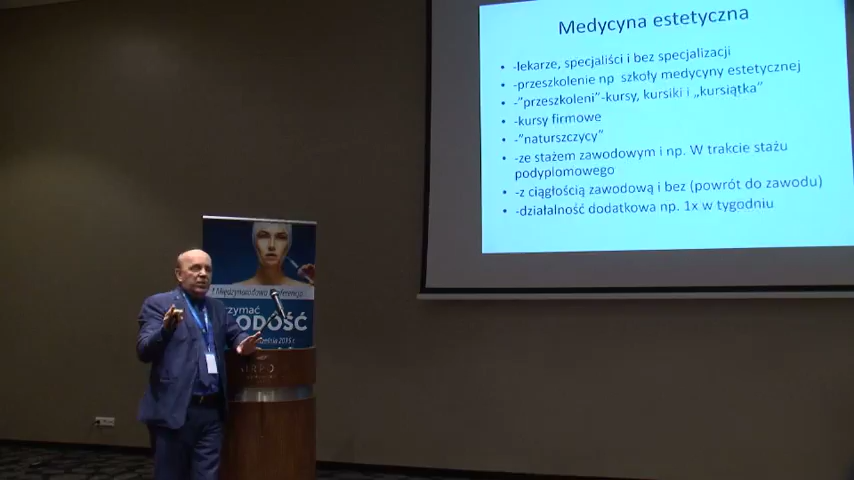 Medycyna estetyczna
• -lekarze, specjaliści i bez specjalizacji
• -przeszkolenie np szkoły medycyny estetycznej
• -"przeszkoleni"-kursy, kursiki i „kursiątka"
• -kursy firmowe
• -"naturszczycy"
• -ze stażem zawodowym i np. W trakcie stażu
podyplomowego
• -z ciągłością zawodową i bez (powrót do zawodu)
• -działalność dodatkowa np. 1x w tygodniu